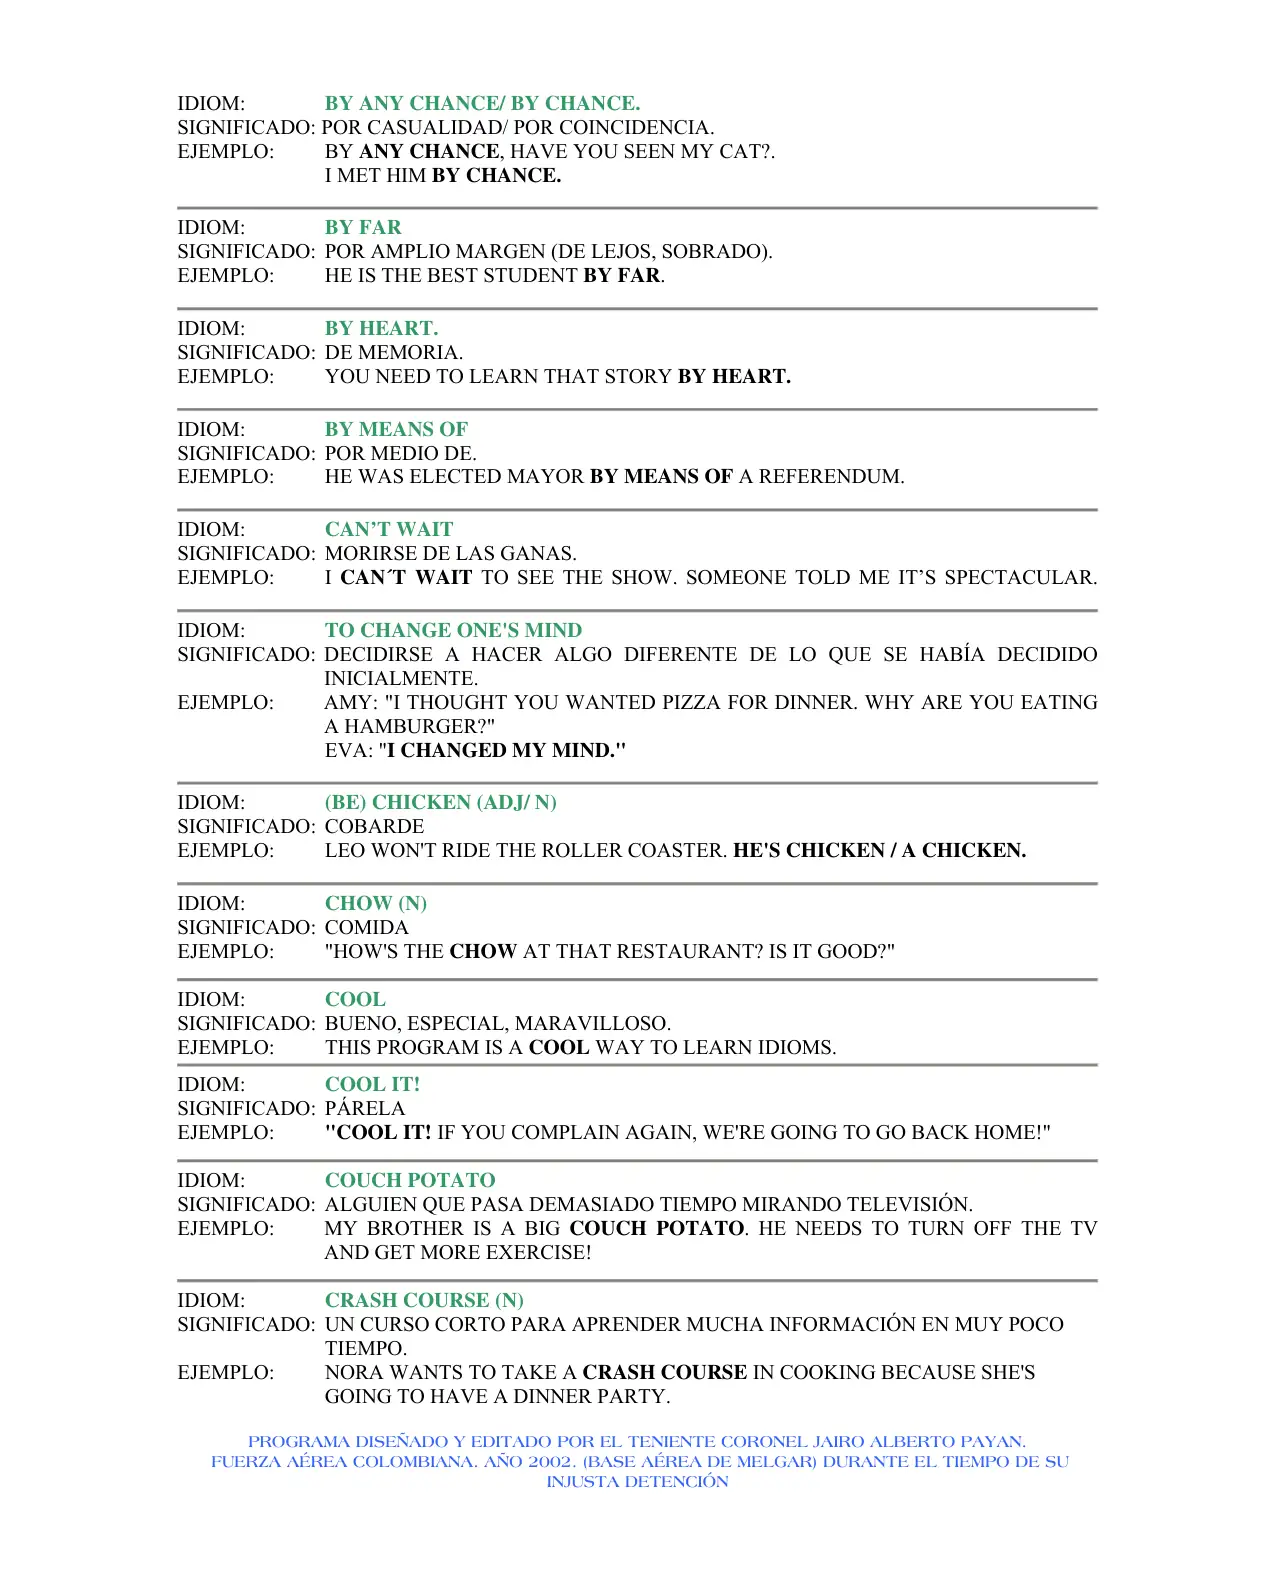 IDIOM: BY ANY CHANCE/ BY CHANCE.
SIGNIFICADO: POR CASUALIDAD/ POR COINCIDENCIA.
EJEMPLO: BY ANY CHANCE, HAVE YOU SEEN MY CAT?.
I MET HIM BY CHANCE.
IDIOM: BY FAR
SIGNIFICADO: POR AMPLIO MARGEN (DE LEJOS, SOBRADO).
EJEMPLO: HE IS THE BEST STUDENT BY FAR.
IDIOM: BY HEART.
SIGNIFICADO: DE MEMORIA.
EJEMPLO: YOU NEED TO LEARN THAT STORY BY HEART.
IDIOM: BY MEANS OF
SIGNIFICADO: POR MEDIO DE.
EJEMPLO: HE WAS ELECTED MAYOR BY MEANS OF A REFERENDUM.
IDIOM: CAN’T WAIT
SIGNIFICADO: MORIRSE DE LAS GANAS.
EJEMPLO: I CAN´T WAIT TO SEE THE SHOW. SOMEONE TOLD ME IT’S SPECTACULAR.
IDIOM: TO CHANGE ONE'S MIND
SIGNIFICADO: DECIDIRSE A HACER ALGO DIFERENTE DE LO QUE SE HABÍA DECIDIDO
INICIALMENTE.
EJEMPLO: AMY: "I THOUGHT YOU WANTED PIZZA FOR DINNER. WHY ARE YOU EATING
A HAMBURGER?"
EVA: "I CHANGED MY MIND."
IDIOM: (BE) CHICKEN (ADJ/ N)
SIGNIFICADO: COBARDE
EJEMPLO: LEO WON'T RIDE THE ROLLER COASTER. HE'S CHICKEN / A CHICKEN.
IDIOM: CHOW (N)
SIGNIFICADO: COMIDA
EJEMPLO: "HOW'S THE CHOW AT THAT RESTAURANT? IS IT GOOD?"
IDIOM: COOL
SIGNIFICADO: BUENO, ESPECIAL, MARAVILLOSO.
EJEMPLO: THIS PROGRAM IS A COOL WAY TO LEARN IDIOMS.
IDIOM: COOL IT!
SIGNIFICADO: PÁRELA
EJEMPLO: "COOL IT! IF YOU COMPLAIN AGAIN, WE'RE GOING TO GO BACK HOME!"
IDIOM: COUCH POTATO
SIGNIFICADO: ALGUIEN QUE PASA DEMASIADO TIEMPO MIRANDO TELEVISIÓN.
EJEMPLO: MY BROTHER IS A BIG COUCH POTATO. HE NEEDS TO TURN OFF THE TV
AND GET MORE EXERCISE!
IDIOM: CRASH COURSE (N)
SIGNIFICADO: UN CURSO CORTO PARA APRENDER MUCHA INFORMACIÓN EN MUY POCO
TIEMPO.
EJEMPLO: NORA WANTS TO TAKE A CRASH COURSE IN COOKING BECAUSE SHE'S
GOING TO HAVE A DINNER PARTY.
PROGRAMA DISEÑADO Y EDITADO POR EL TENIENTE CORONEL JAIRO ALBERTO PAYAN.
FUERZA AÉREA COLOMBIANA. AÑO 2002. (BASE AÉREA DE MELGAR) DURANTE EL TIEMPO DE SU
INJUSTA DETENCIÓN